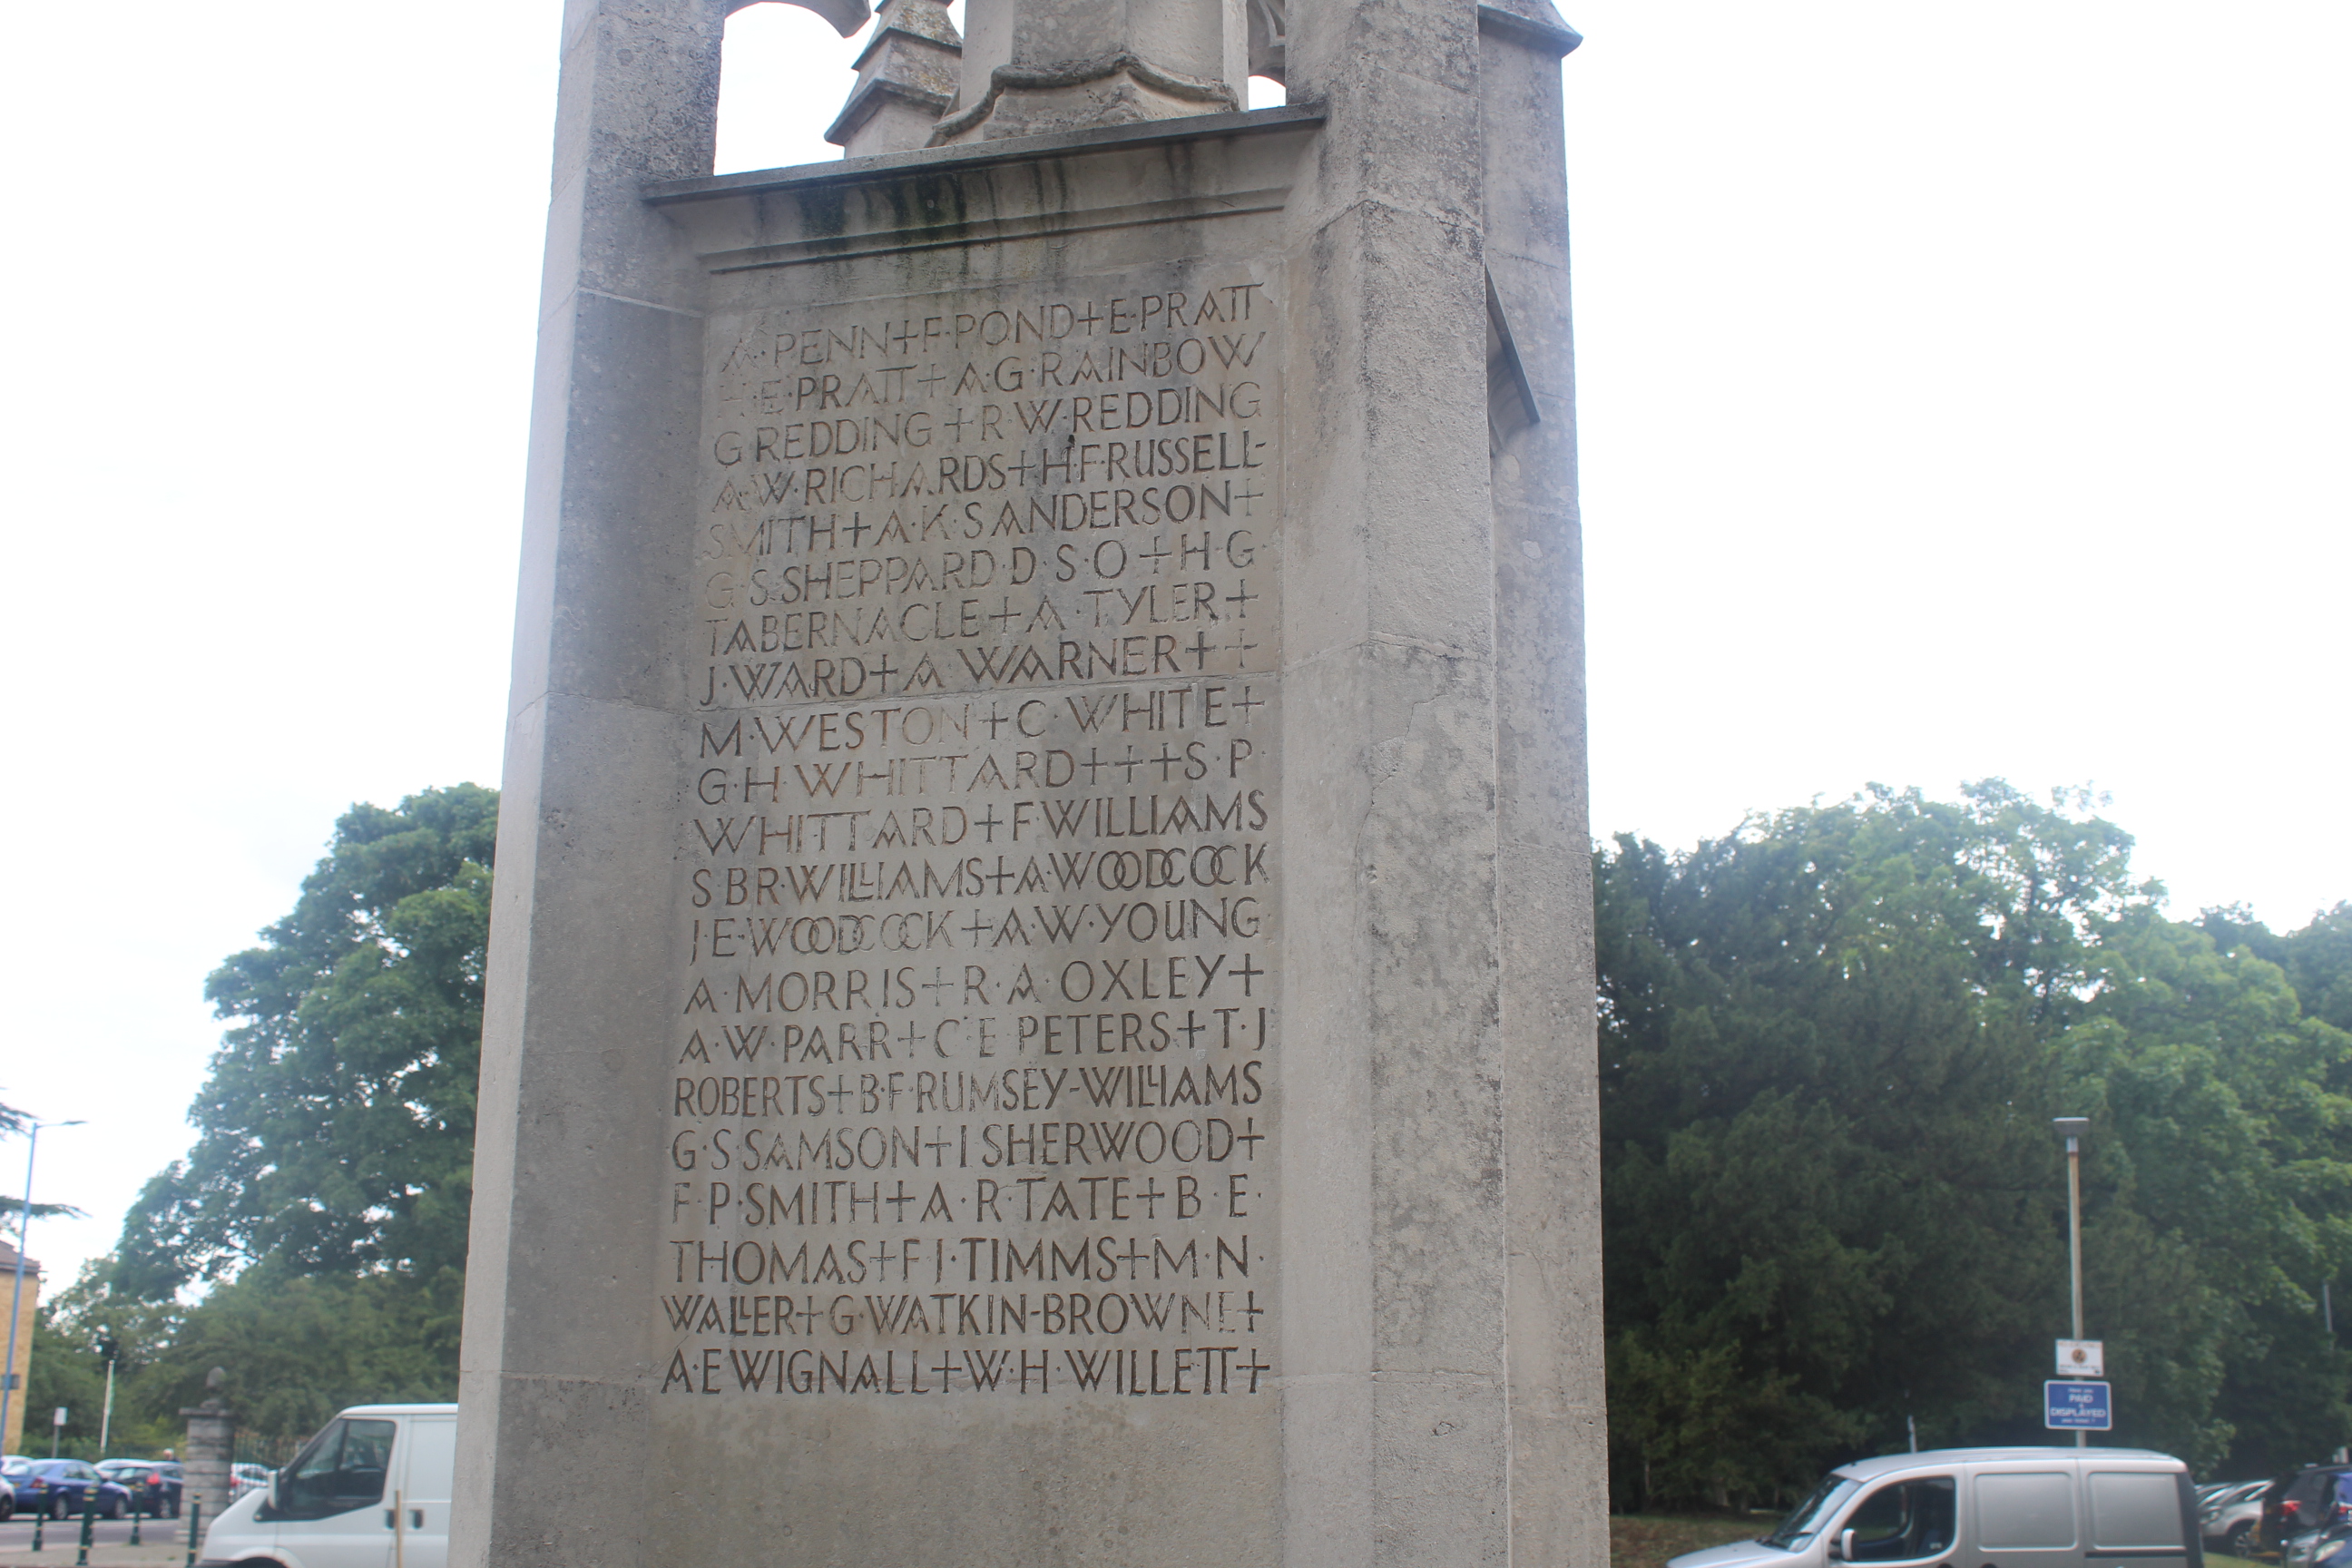 A·PENN+F·POND+E·PRATT
H·E·PRATT+A·G·RAINBOW
G REDDING+R·W·REDDING
A·W·RICHARDS+H·F·RUSSELL-
SMITH+A·K·SANDERSON+
G·S·SHEPPARD·D·S·O+H·G·
TABERNACLE+A·TYLER+
J·WARD+A WARNER++
M·WESTON+C·WHITE+
G·H·WHITTARD+++S·P·
WHITTARD+F·WILLIAMS
S B R·WILLIAMS+A·WOODCOCK
J·E·WOODCOCK+A·W·YOUNG
A·MORRIS+R·A·OXLEY+
A·W·PARR+C·E PETERS+T·J
ROBERTS+B·F·RUMSEY-WILLIAMS
G·S·SAMSON+I SHERWOOD+
F·P·SMITH+A·R·TATE+B·E·
THOMAS+F J·TIMMS+M·N·
WALLER+G·WATKIN-BROWNE+
A·E WIGNALL+W·H·WILLETT+
PAID
&
DISPLAYED